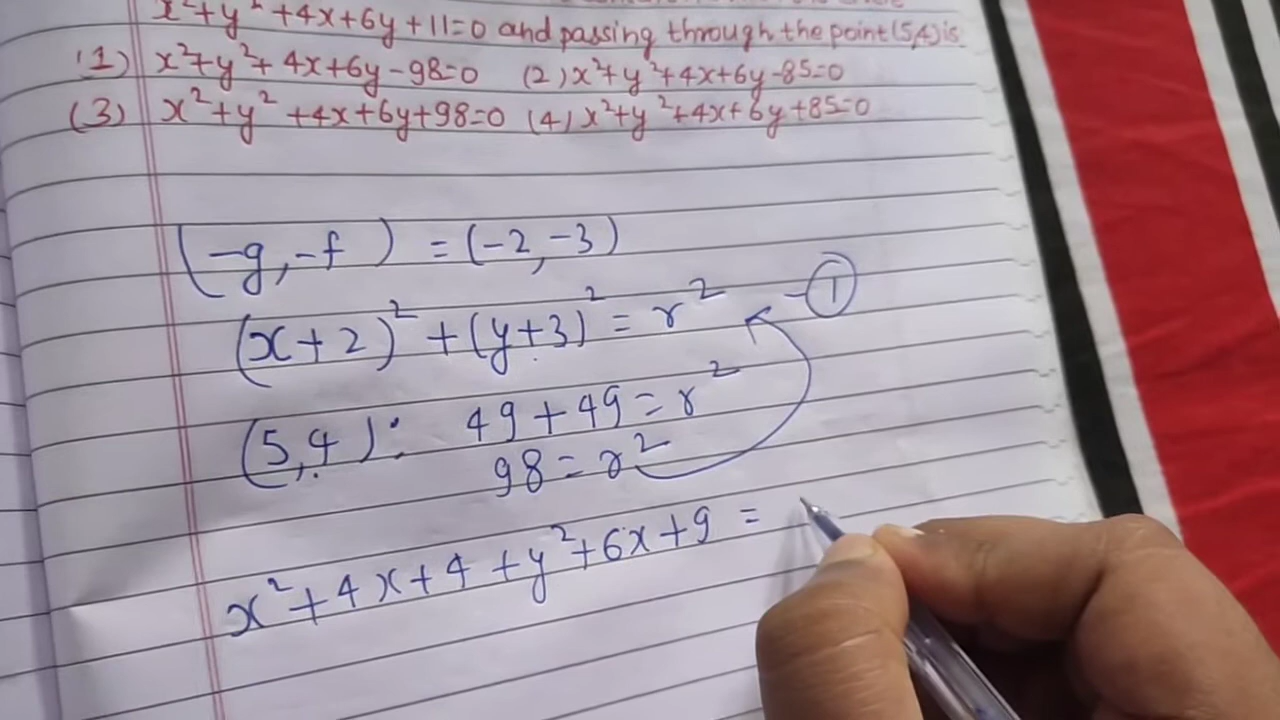 x²+y²+4x+6y+11=0 and passing through the point (5,4) is
(1) x²+y²+4x+6y-98=0 (2) x²+y²+4x+6y-85=0
(3) x²+y²+4x+6y+98=0 (4) x²+y²+4x+6y+85=0
(-g,-f) = (-2,-3)
(x+2)²+(y+3)²=r² -①
(5,4): 49+49=r²
98=r²
x²+4x+4+y²+6x+9=